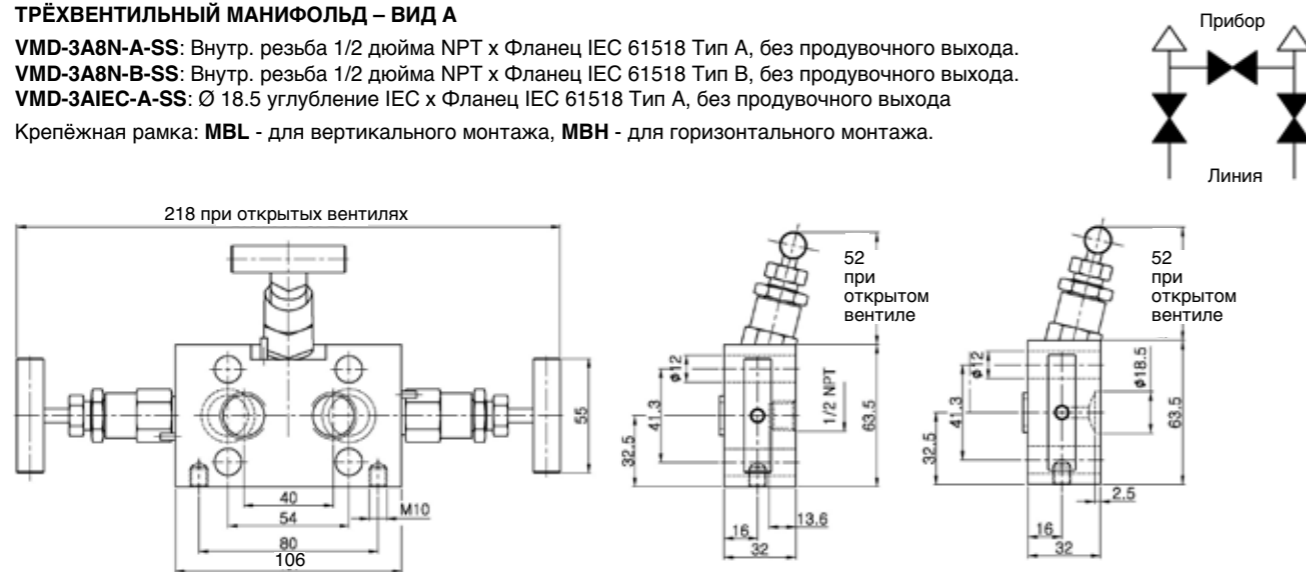 ТРЁХВЕНТИЛЬНЫЙ МАНИФОЛЬД – ВИД А
VMD-3A8N-A-SS: Внутр. резьба 1/2 дюйма NPT х Фланец IEC 61518 Тип А, без продувочного выхода.
VMD-3A8N-B-SS: Внутр. резьба 1/2 дюйма NPT х Фланец IEC 61518 Тип В, без продувочного выхода.
VMD-3AIEC-A-SS: Ø 18.5 углубление IEC х Фланец IEC 61518 Тип А, без продувочного выхода
Крепёжная рамка: MBL - для вертикального монтажа, MBH - для горизонтального монтажа.
Прибор
Линия
218 при открытых вентилях
55
40
M10
54
80
106
52
при
открытом
вентиле
ϕ12
41.3
32.5
1/2 NPT
63.5
13.6
16
32
52
при
открытом
вентиле
ϕ12
41.3
32.5
ϕ18.5
63.5
2.5
16
32